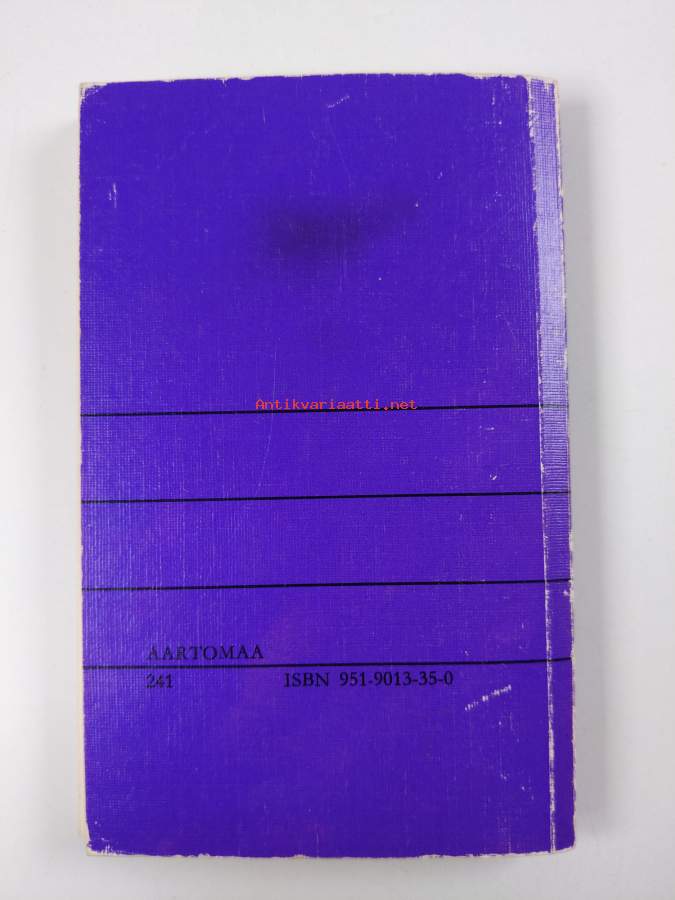 Antikvariaatti.net
AARTOMAA
241 ISBN 951-9013-35-0